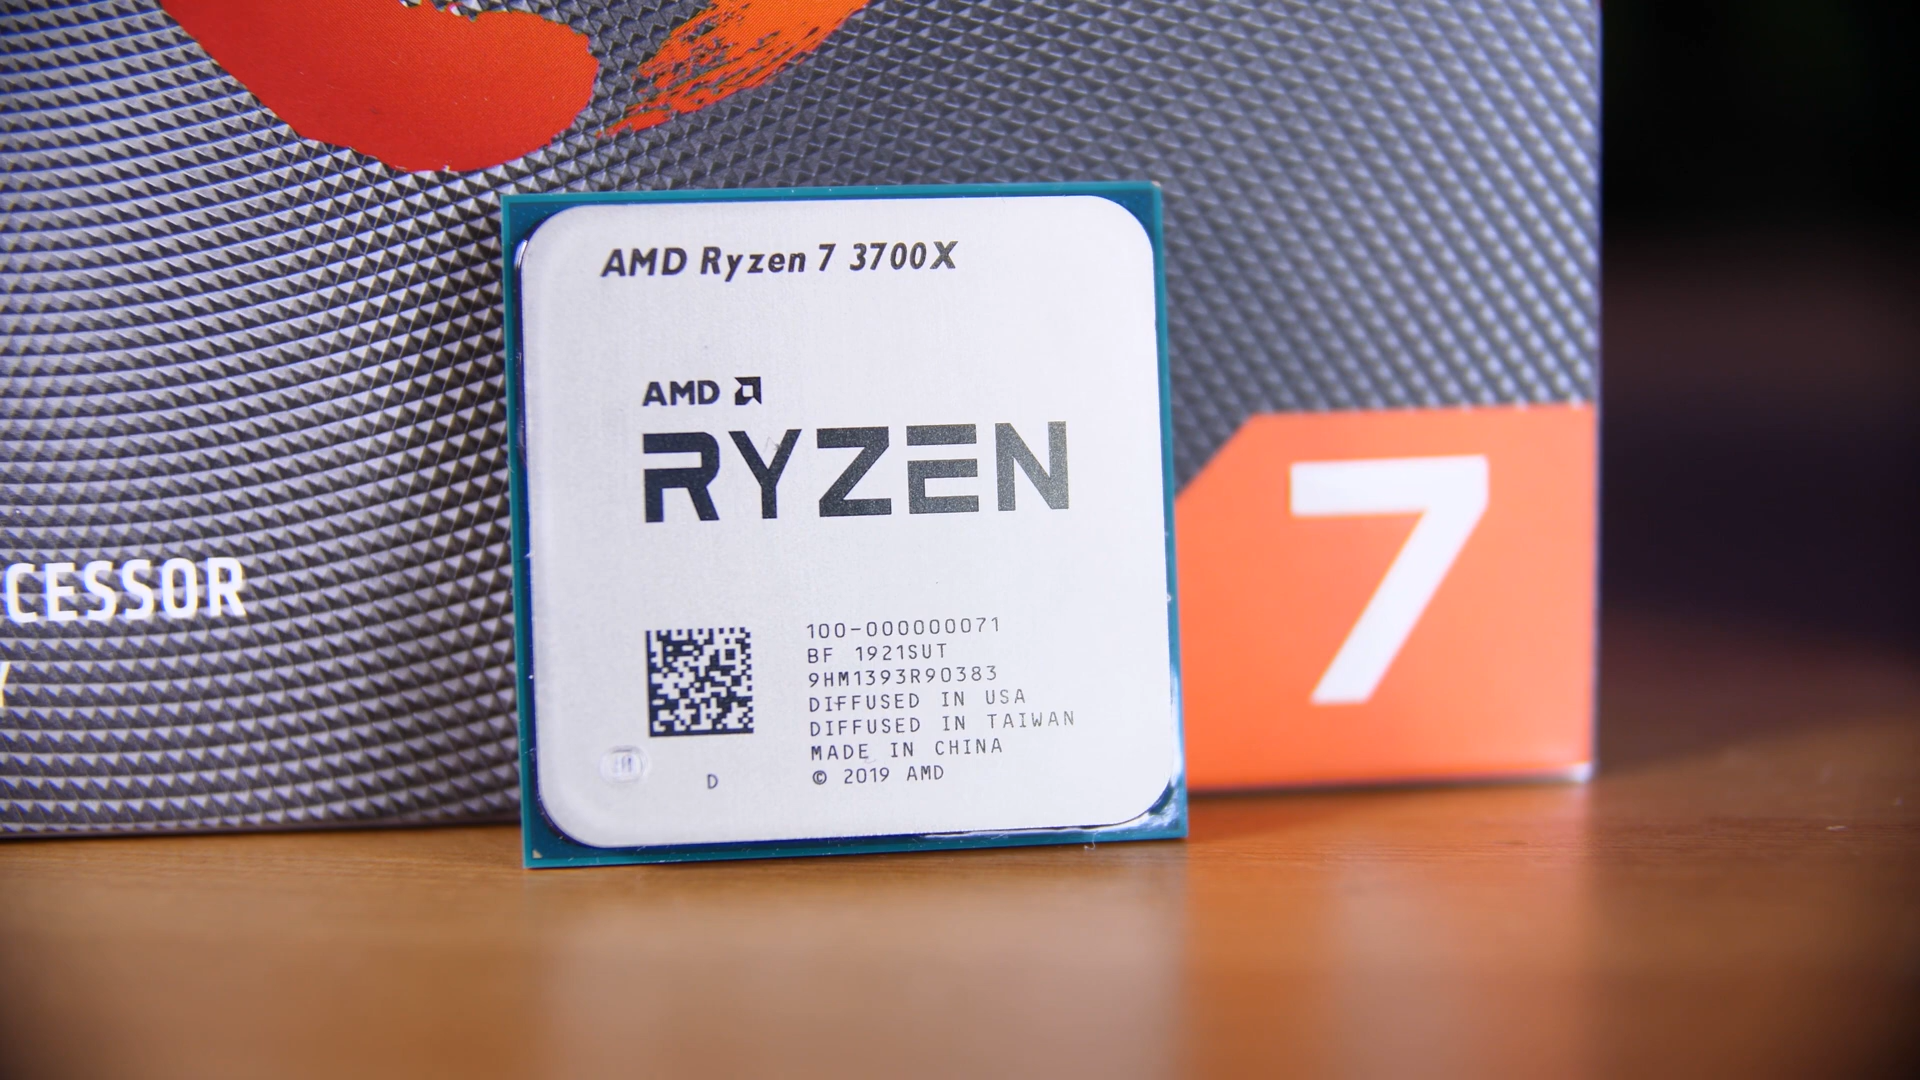 AMD Ryzen 7 3700X
AMD
RYZEN
100-000000071
BF 1921SUT
9HM1393R90383
DIFFUSED IN USA
DIFFUSED IN TAIWAN
MADE IN CHINA
© 2019 AMD
D
CESSOR
Y
7